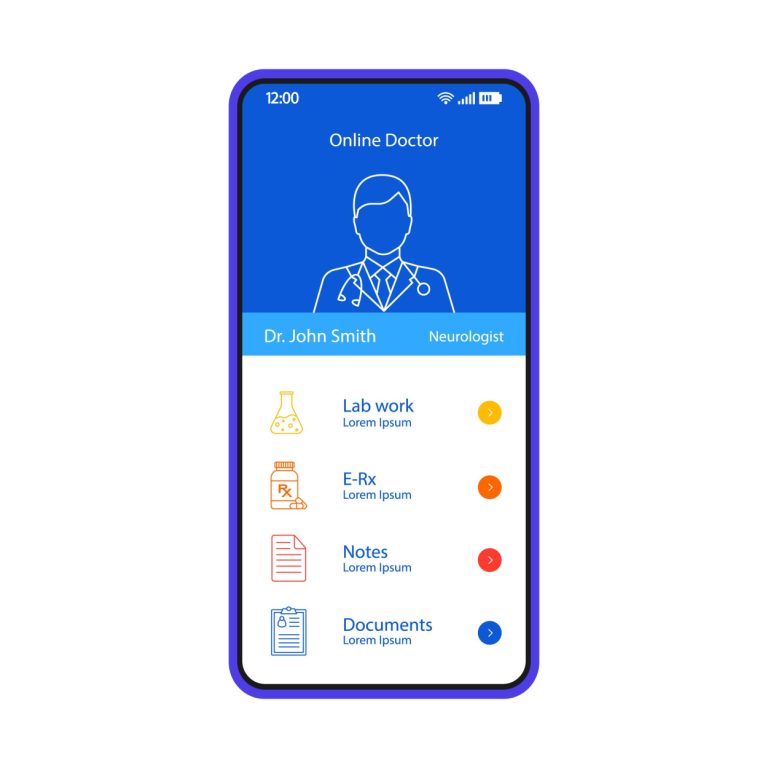 12:00
Online Doctor
Dr. John Smith Neurologist
Lab work
Lorem Ipsum
E-Rx
Lorem Ipsum
Rx
Notes
Lorem Ipsum
Documents
Lorem Ipsum